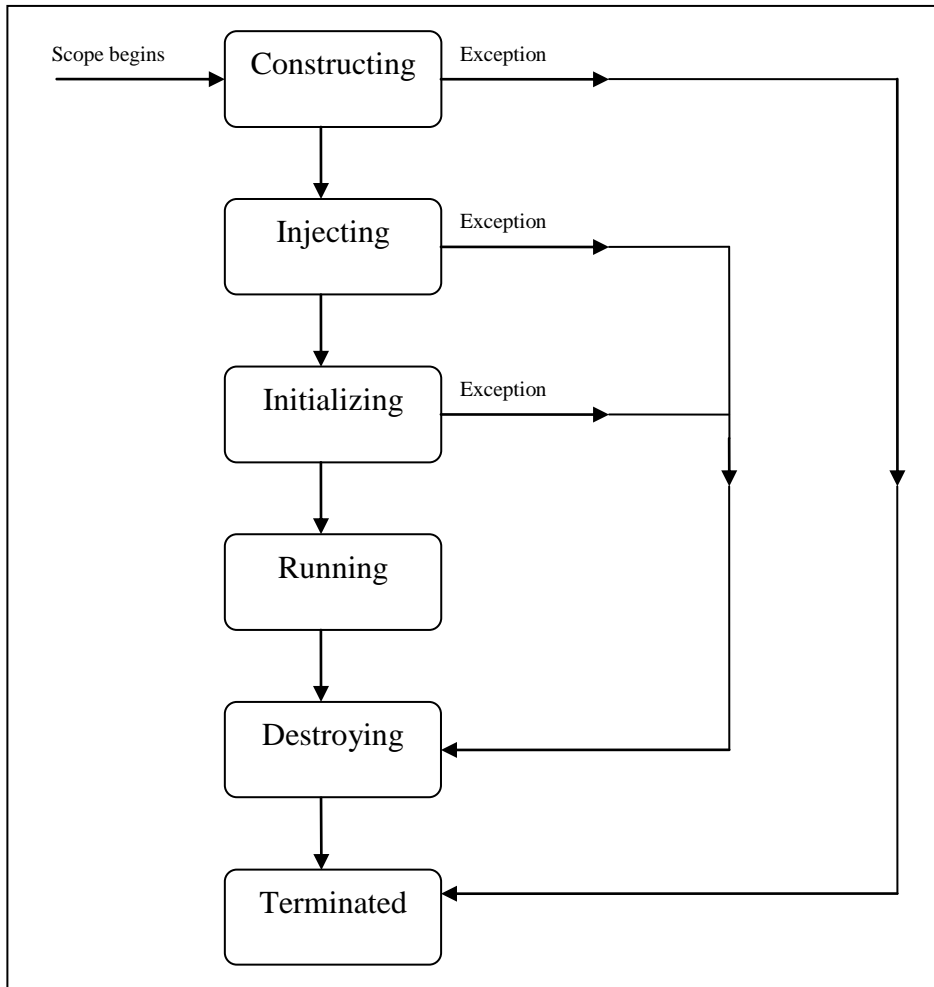 Scope begins
Constructing
Exception
Injecting
Exception
Initializing
Exception
Running
Destroying
Terminated